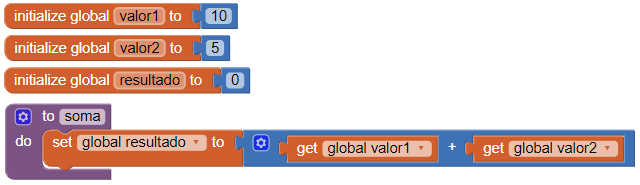 initialize global valor1 to 10
initialize global valor2 to 5
initialize global resultado to 0
to soma
do set global resultado to get global valor1 + get global valor2